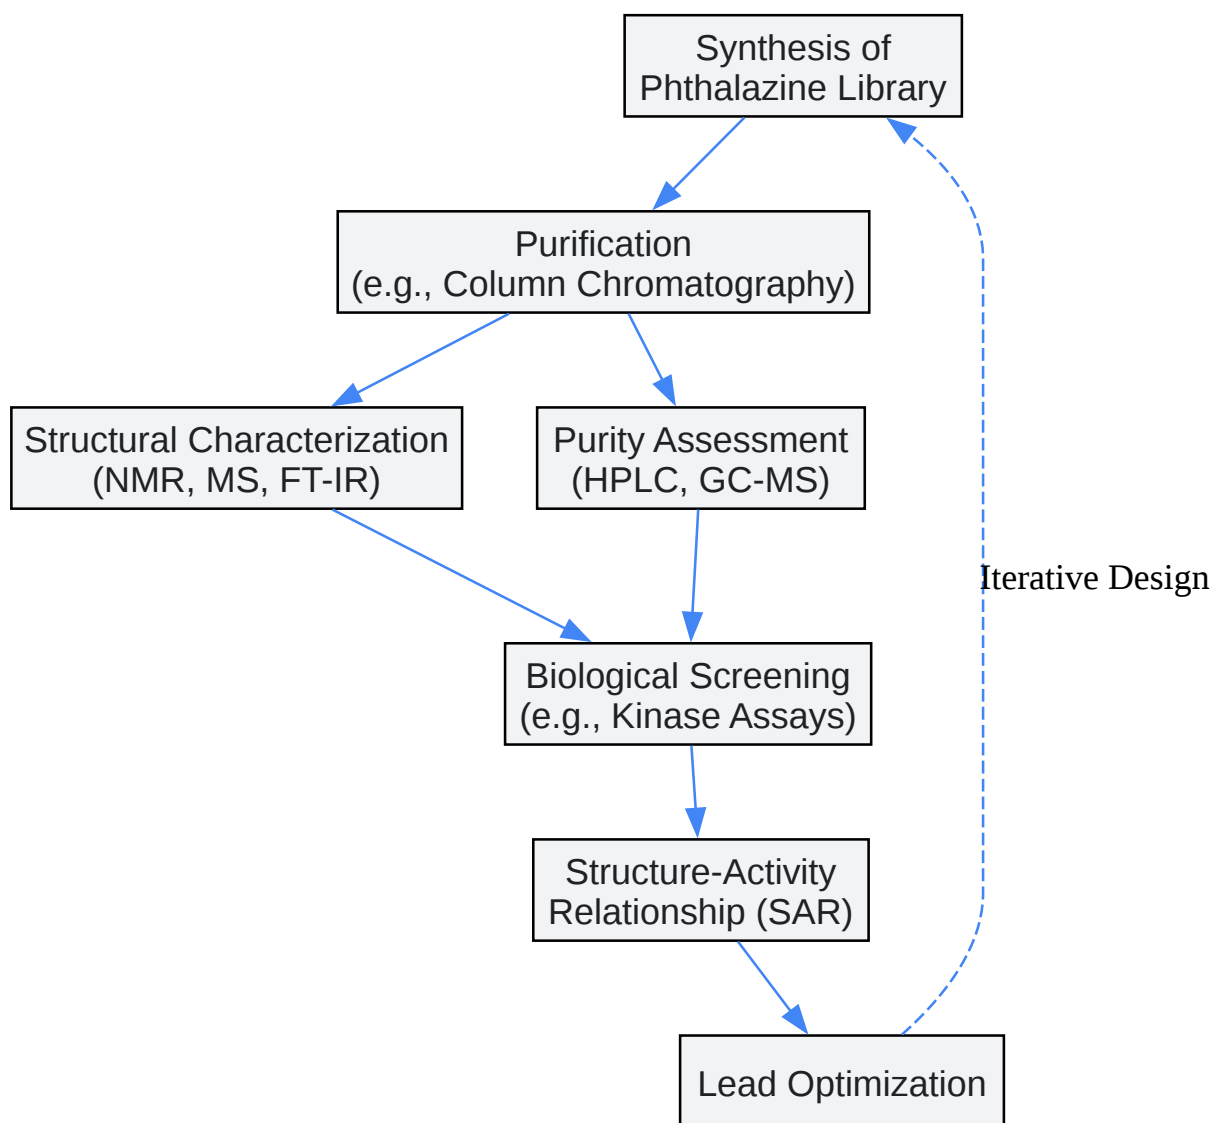 Synthesis of
Phthalazine Library
Purification
(e.g., Column Chromatography)
Structural Characterization
(NMR, MS, FT-IR)
Purity Assessment
(HPLC, GC-MS)
Iterative Design
Biological Screening
(e.g., Kinase Assays)
Structure-Activity
Relationship (SAR)
Lead Optimization